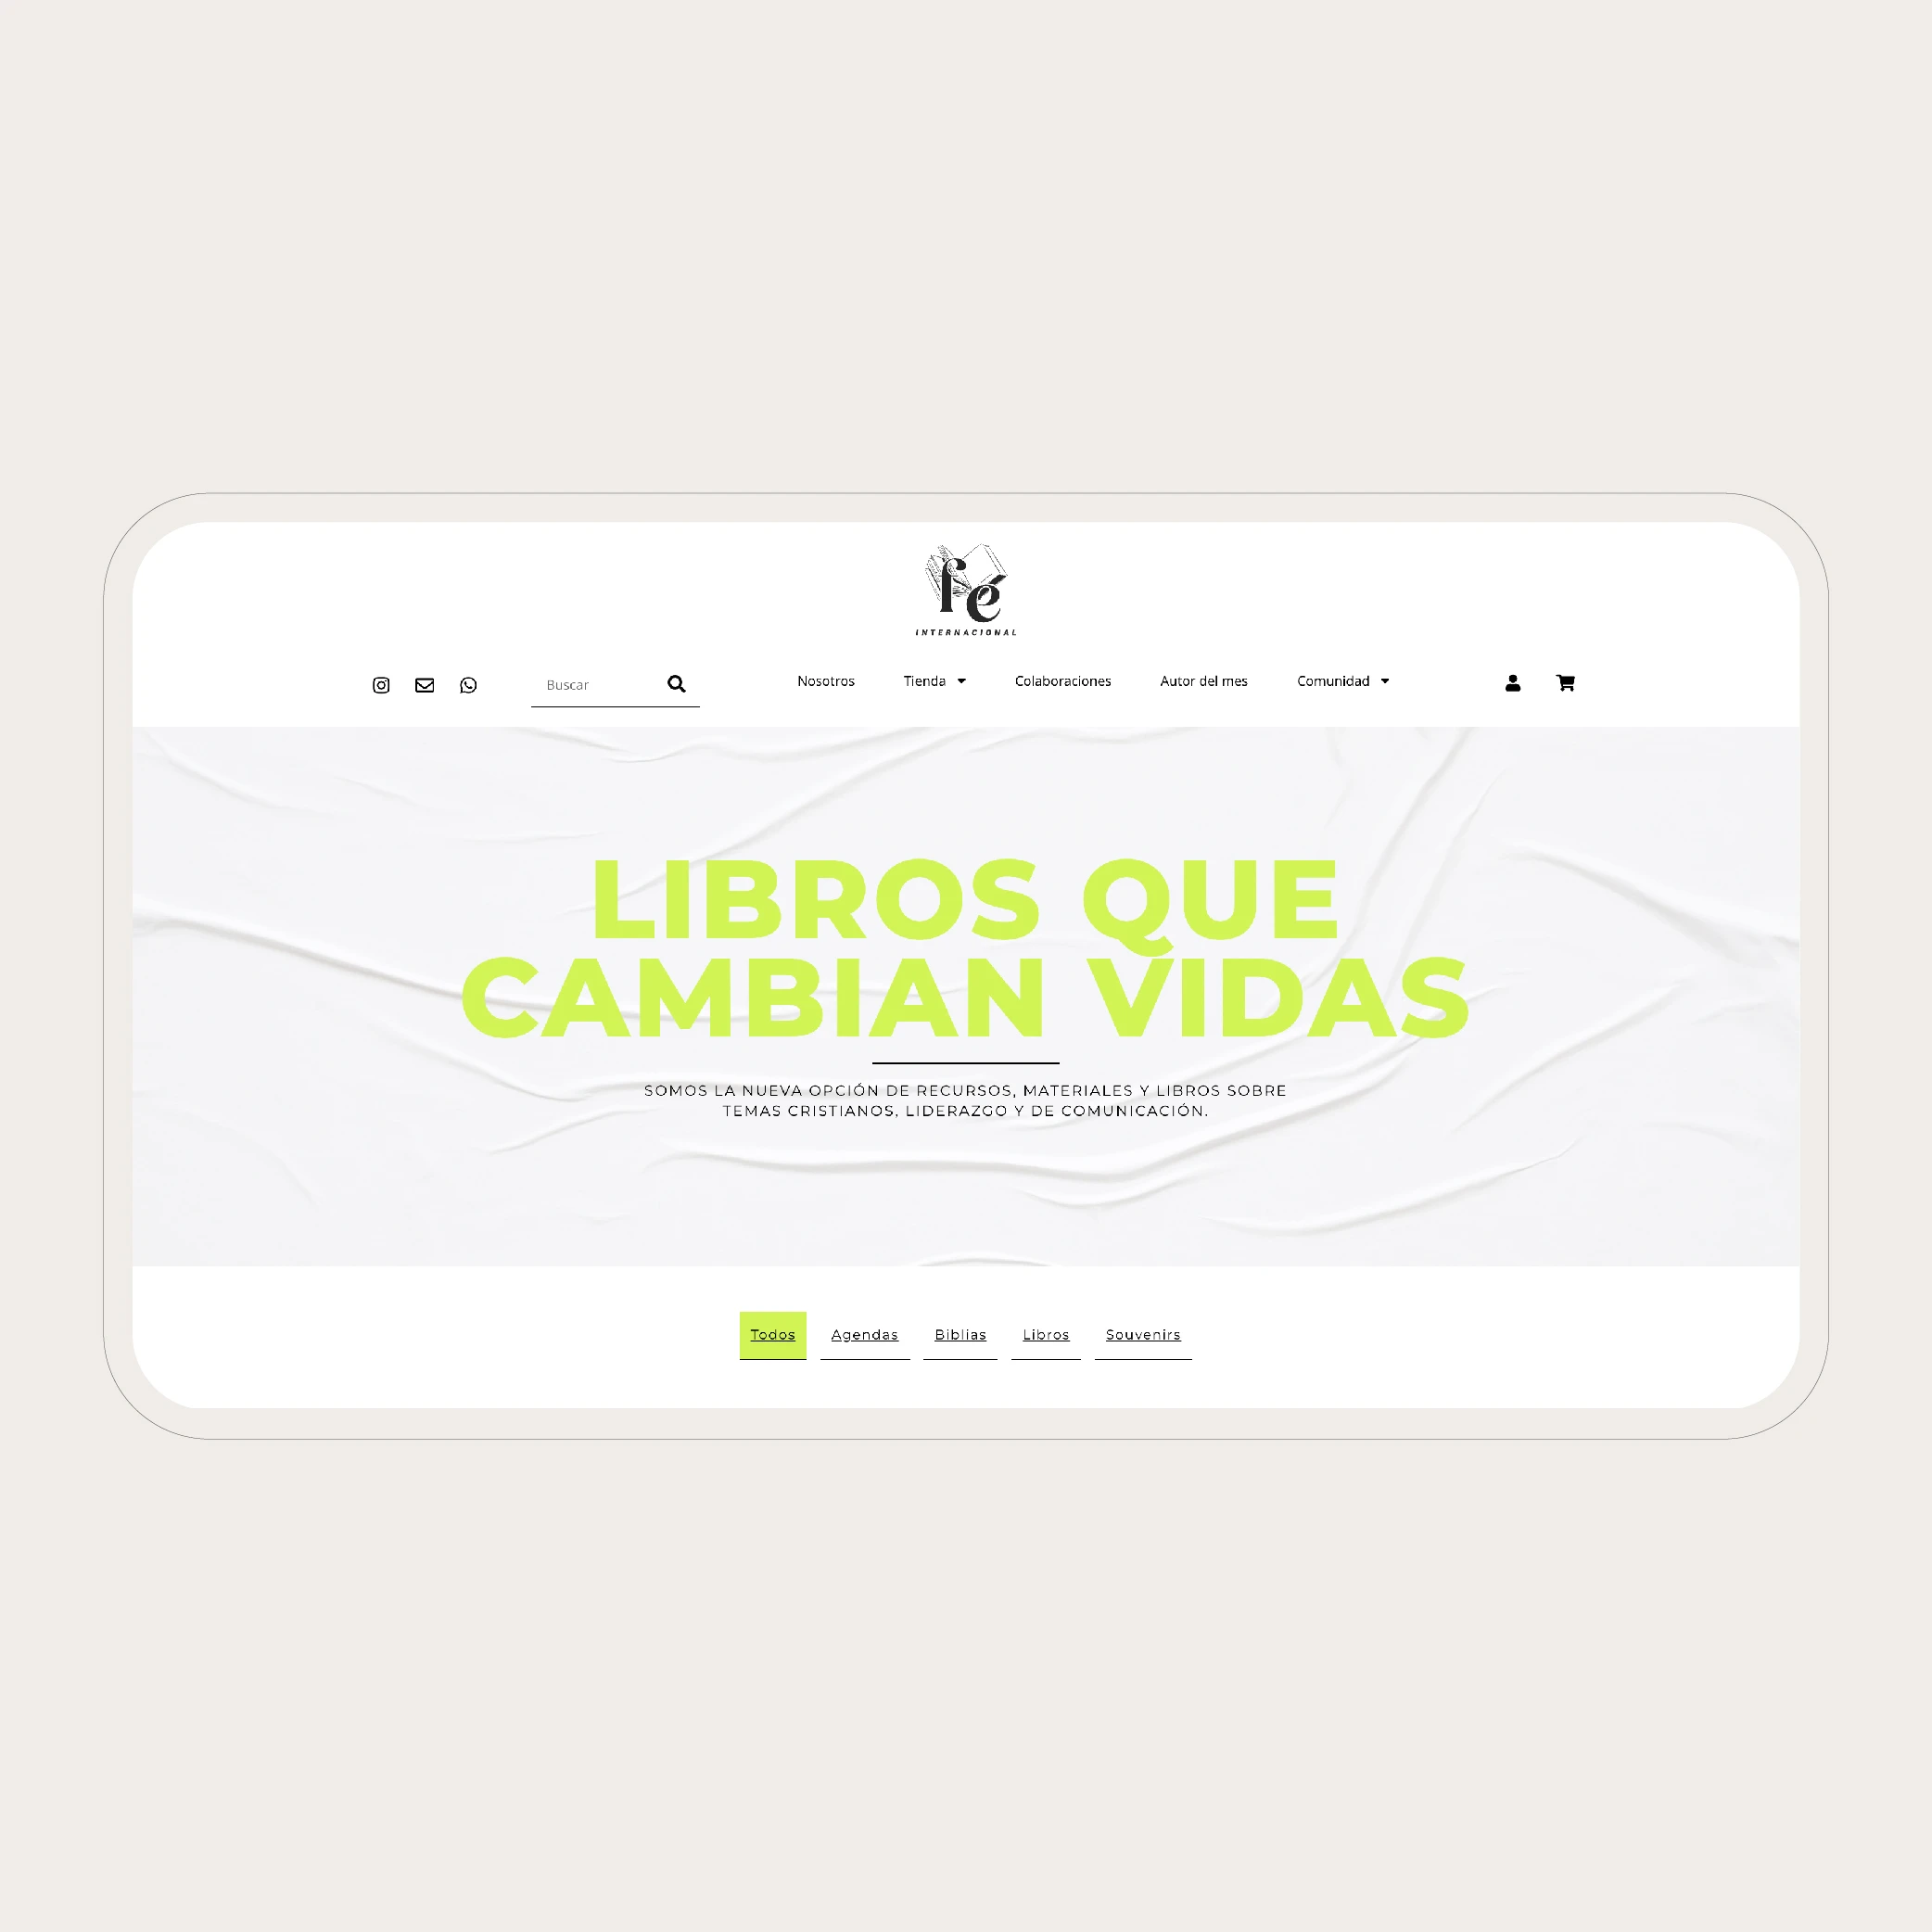 fé
INTERNACIONAL
Buscar
Nosotros Tienda Colaboraciones Autor del mes Comunidad
LIBROS QUE
CAMBIAN VIDAS
SOMOS LA NUEVA OPCIÓN DE RECURSOS, MATERIALES Y LIBROS SOBRE
TEMAS CRISTIANOS, LIDERAZGO Y DE COMUNICACIÓN.
Todos Agendas Biblias Libros Souvenirs